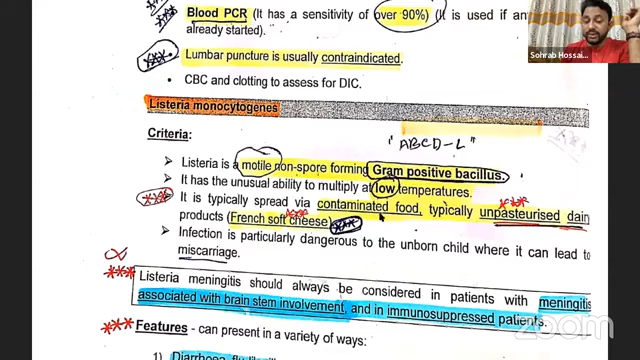 Blood PCR (It has a sensitivity of over 90%) (It is used if any
already started)
*** Lumbar puncture is usually contraindicated.
• CBC and clotting to assess for DIC.
Listeria monocytogenes
"ABCD-L"
Criteria:
➢ Listeria is a motile non-spore forming Gram positive bacillus.
➢ It has the unusual ability to multiply at low temperatures.
*** ➢ It is typically spread via contaminated food, typically unpasteurised dain
products (French soft cheese) ***
➢ Infection is particularly dangerous to the unborn child where it can lead to
miscarriage.
*** Listeria meningitis should always be considered in patients with meningitis
associated with brain stem involvement, and in immunosuppressed patients.
*** Features - can present in a variety of ways:
Sohrab Hossai...
zoom